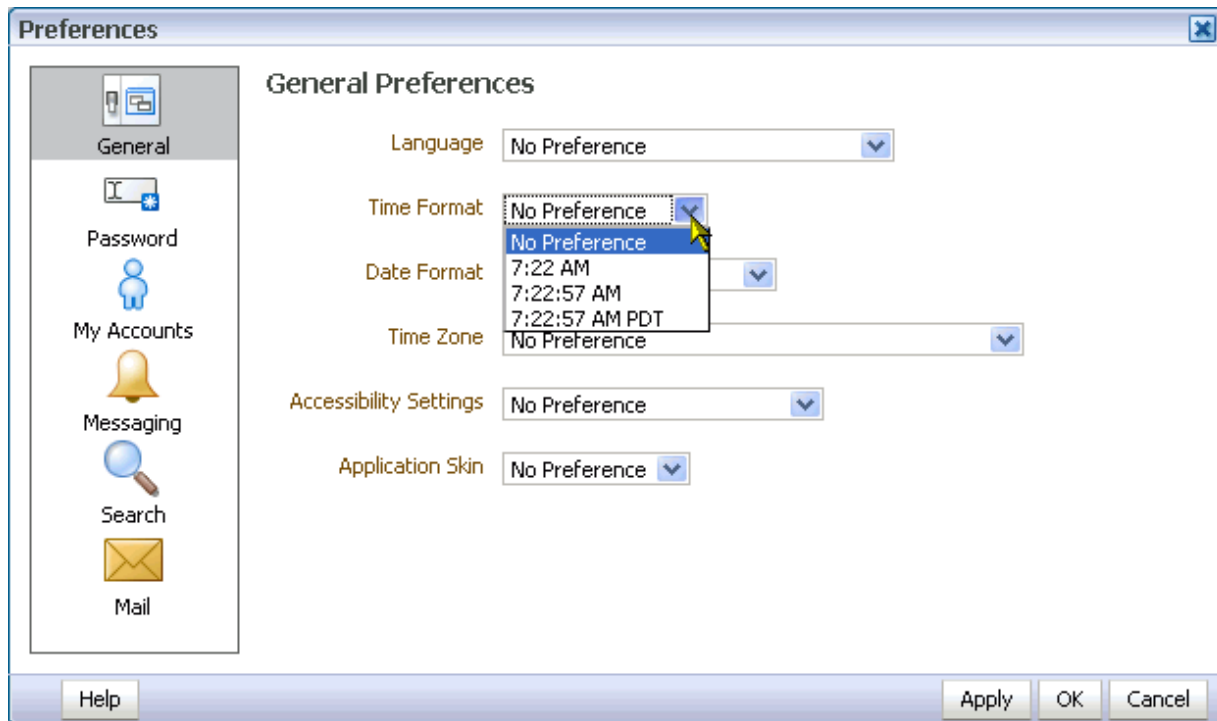 Preferences
General
Password
My Accounts
Messaging
Search
Mail
General Preferences
Language No Preference
Time Format No Preference
No Preference
7:22 AM
7:22:57 AM
7:22:57 AM PDT
Date Format
Time Zone No Preference
Accessibility Settings No Preference
Application Skin No Preference
Help Apply OK Cancel